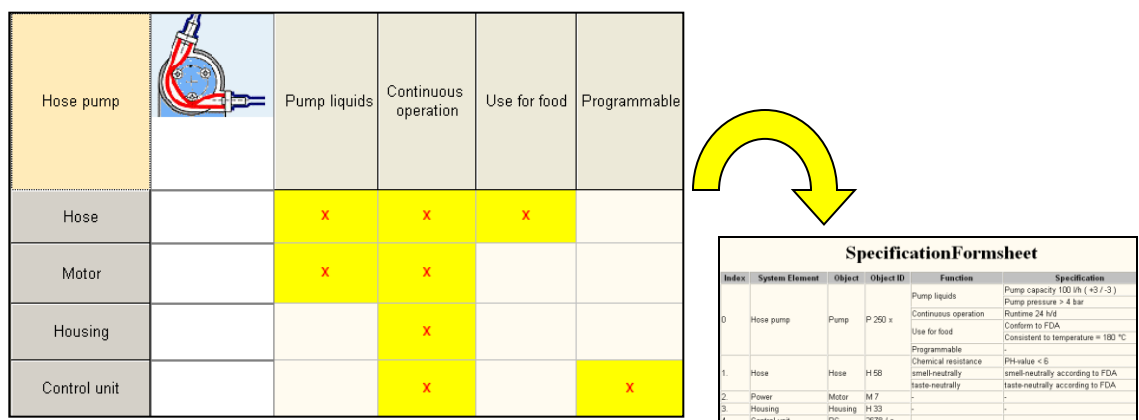 Hose pump
Pump liquids
Continuous
operation
Use for food
Programmable
Hose
X
X
X
Motor
X
X
Housing
X
Control unit
X
X
SpecificationFormsheet
Index System Element Object Object ID Function Specification
0 Hose pump Pump P 250 x Pump liquids Pump capacity 100 l/h ( +3 / -3 )
Pump pressure > 4 bar
Continuous operation Runtime 24 h/d
Use for food Conform to FDA
Consistent to temperature = 180 °C
Programmable -
1. Hose Hose H 58 Chemical resistance PH-value < 6
smell-neutrally smell-neutrally according to FDA
taste-neutrally taste-neutrally according to FDA
2. Power Motor M 7 - -
3. Housing Housing H 33 - -
Control unit